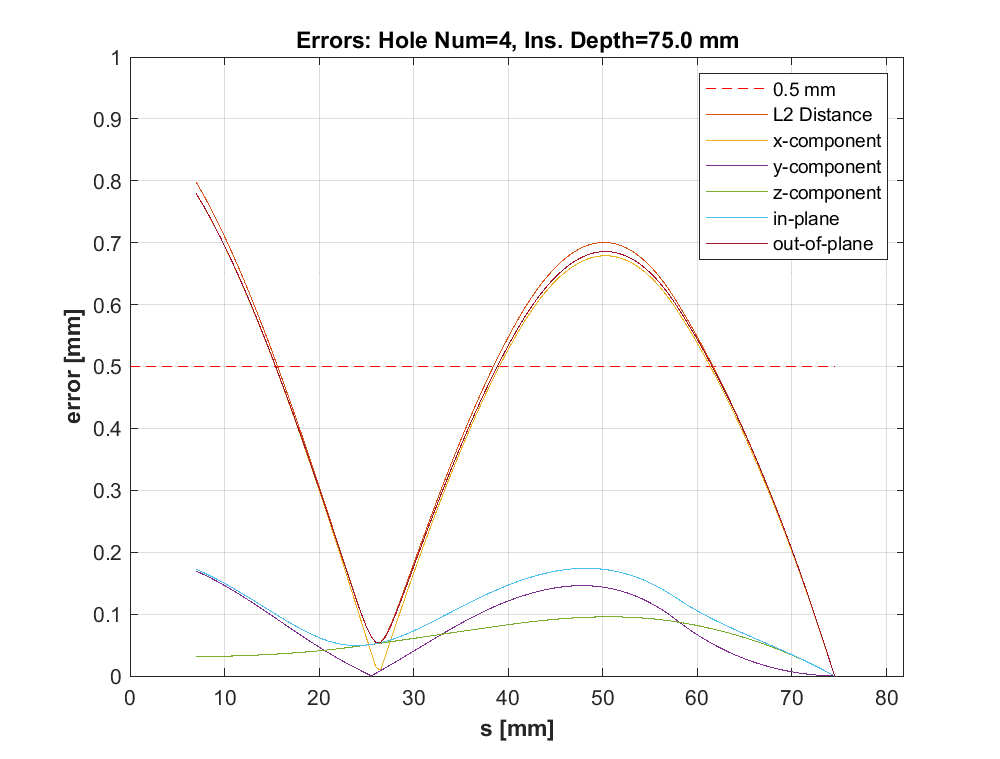 Errors: Hole Num=4, Ins. Depth=75.0 mm
1
0.9
0.8
0.7
0.6
0.5
0.4
0.3
0.2
0.1
0
error [mm]
0.5 mm
L2 Distance
x-component
y-component
z-component
in-plane
out-of-plane
0 10 20 30 40 50 60 70 80
s [mm]